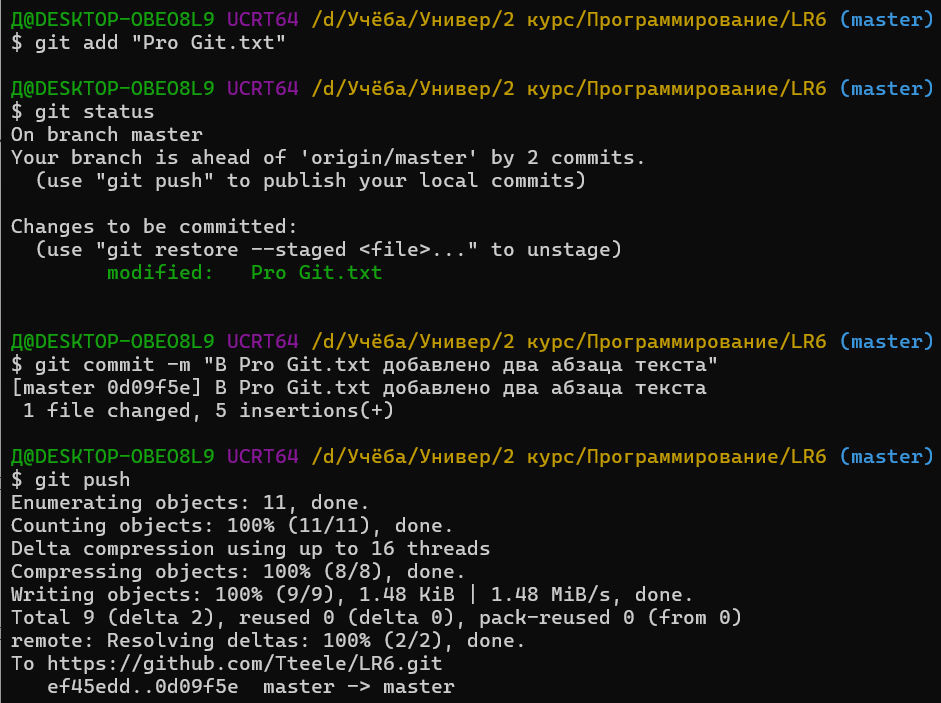 Д@DESKTOP-OBEO8L9 UCRT64 /d/Учёба/Универ/2 курс/Программирование/LR6 (master)
$ git add "Pro Git.txt"
Д@DESKTOP-OBEO8L9 UCRT64 /d/Учёба/Универ/2 курс/Программирование/LR6 (master)
$ git status
On branch master
Your branch is ahead of 'origin/master' by 2 commits.
  (use "git push" to publish your local commits)
Changes to be committed:
  (use "git restore --staged <file>..." to unstage)
        modified:   Pro Git.txt
Д@DESKTOP-OBEO8L9 UCRT64 /d/Учёба/Универ/2 курс/Программирование/LR6 (master)
$ git commit -m "В Pro Git.txt добавлено два абзаца текста"
[master 0d09f5e] В Pro Git.txt добавлено два абзаца текста
 1 file changed, 5 insertions(+)
Д@DESKTOP-OBEO8L9 UCRT64 /d/Учёба/Универ/2 курс/Программирование/LR6 (master)
$ git push
Enumerating objects: 11, done.
Counting objects: 100% (11/11), done.
Delta compression using up to 16 threads
Compressing objects: 100% (8/8), done.
Writing objects: 100% (9/9), 1.48 KiB | 1.48 MiB/s, done.
Total 9 (delta 2), reused 0 (delta 0), pack-reused 0 (from 0)
remote: Resolving deltas: 100% (2/2), done.
To https://github.com/Tteele/LR6.git
   ef45edd..0d09f5e  master -> master